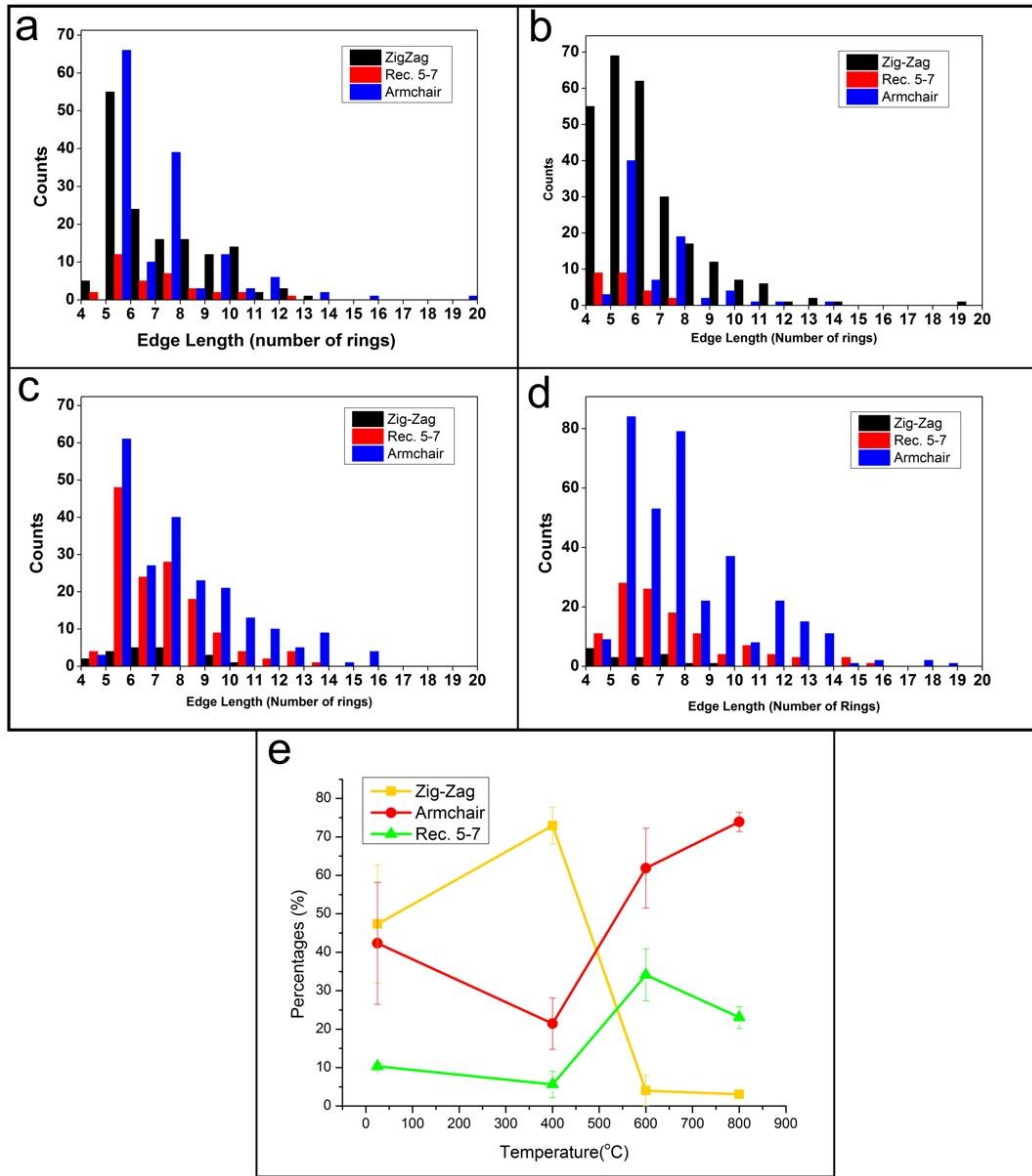 a
70
60
50
40
30
20
10
0
Counts
ZigZag
Rec. 5-7
Armchair
4 5 6 7 8 9 10 11 12 13 14 15 16 17 18 19 20
Edge Length (number of rings)
b
70
60
50
40
30
20
10
0
Counts
Zig-Zag
Rec. 5-7
Armchair
4 5 6 7 8 9 10 11 12 13 14 15 16 17 18 19 20
Edge Length (Number of rings)
c
70
60
50
40
30
20
10
0
Counts
Zig-Zag
Rec. 5-7
Armchair
4 5 6 7 8 9 10 11 12 13 14 15 16 17 18 19 20
Edge Length (Number of rings)
d
80
60
40
20
0
Counts
Zig-Zag
Rec. 5-7
Armchair
4 5 6 7 8 9 10 11 12 13 14 15 16 17 18 19 20
Edge Length (Number of Rings)
e
80
70
60
50
40
30
20
10
0
Percentages (%)
Zig-Zag
Armchair
Rec. 5-7
0 100 200 300 400 500 600 700 800 900
Temperature(°C)